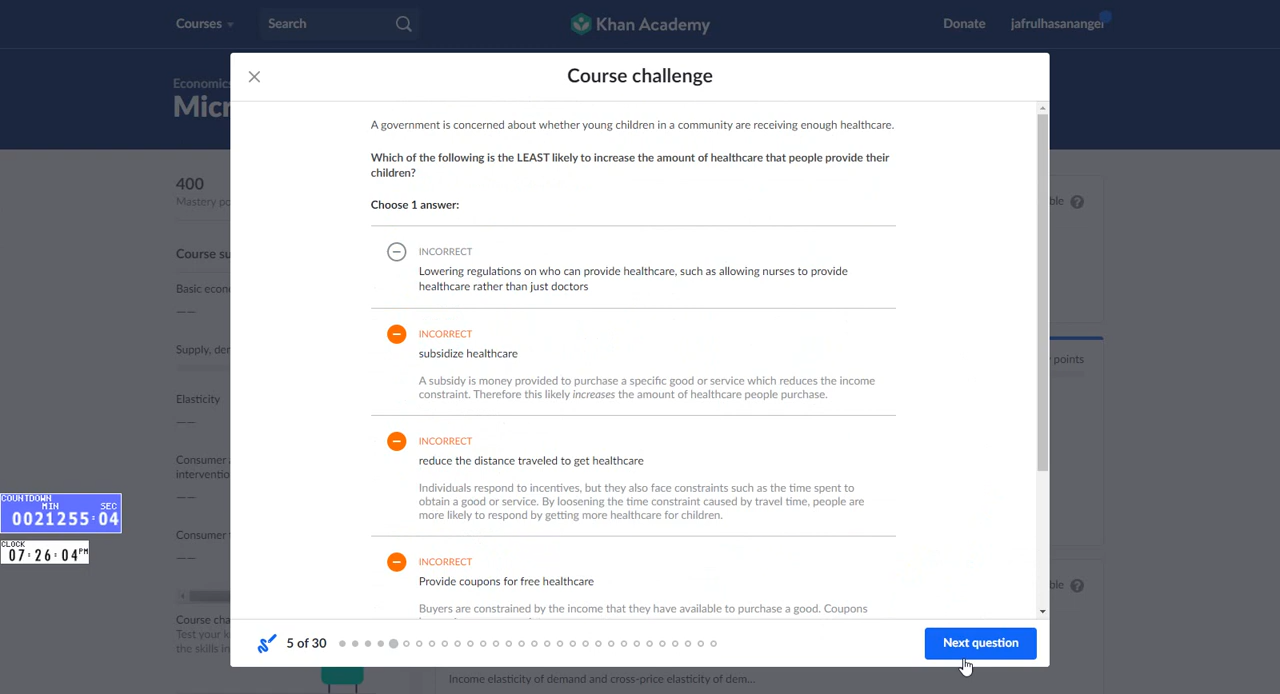 Courses
Search
Khan Academy
Donate
jafrulhasananger
Economics
Micr
Course challenge
A government is concerned about whether young children in a community are receiving enough healthcare.
Which of the following is the LEAST likely to increase the amount of healthcare that people provide their
children?
Choose 1 answer:
INCORRECT
Lowering regulations on who can provide healthcare, such as allowing nurses to provide
healthcare rather than just doctors
INCORRECT
subsidize healthcare
A subsidy is money provided to purchase a specific good or service which reduces the income
constraint. Therefore this likely increases the amount of healthcare people purchase.
INCORRECT
reduce the distance traveled to get healthcare
Individuals respond to incentives, but they also face constraints such as the time spent to
obtain a good or service. By loosening the time constraint caused by travel time, people are
more likely to respond by getting more healthcare for children.
INCORRECT
Provide coupons for free healthcare
Buyers are constrained by the income that they have available to purchase a good. Coupons
5 of 30
Next question
400
Mastery po
Course su
Basic econo
Supply, de
Elasticity
Consumer
interventio
Consumer
Course cha
Test your k
the skills in
ble
points
ble
COUNTDOWN
MIN SEC
0021255:04
CLOCK
07:26:04PM
Income elasticity of demand and cross-price elasticity of dem...